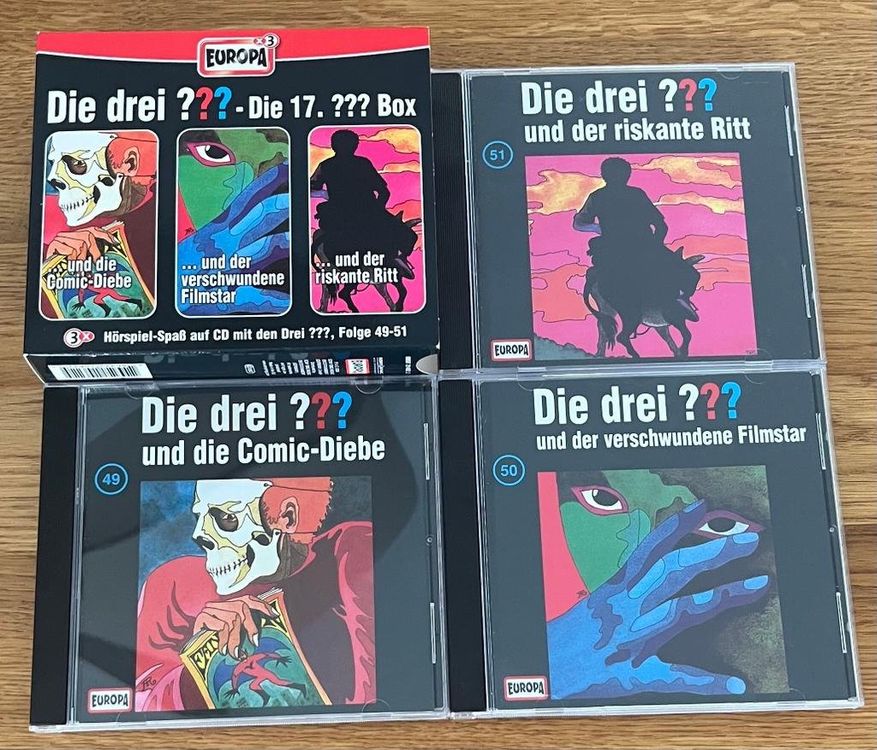 EUROPA x3
Die drei ??? - Die 17. ??? Box
... und die
Comic-Diebe
... und der
verschwundene
Filmstar
... und der
riskante Ritt
3x Hörspiel-Spaß auf CD mit den Drei ???, Folge 49-51
EUROPA
Die drei ???
und der riskante Ritt
51
EUROPA
Die drei ???
und die Comic-Diebe
49
EUROPA
Die drei ???
und der verschwundene Filmstar
50
EUROPA